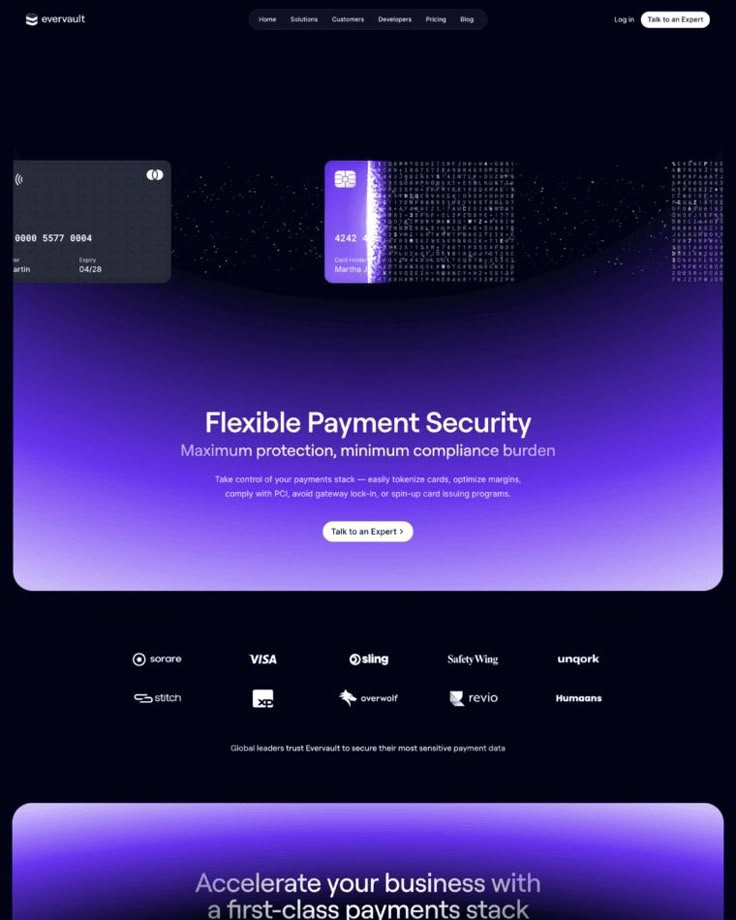 evervault
Home Solutions Customers Developers Pricing Blog
Log in Talk to an Expert
0000 5577 0004
Expiry
artin 04/28
4242
Card Holder
Martha J
Flexible Payment Security
Maximum protection, minimum compliance burden
Take control of your payments stack — easily tokenize cards, optimize margins,
comply with PCI, avoid gateway lock-in, or spin-up card issuing programs.
Talk to an Expert
sorare VISA sling SafetyWing unqork
stitch xp overwolf revio Humaans
Global leaders trust Evervault to secure their most sensitive payment data
Accelerate your business with
a first-class payments stack